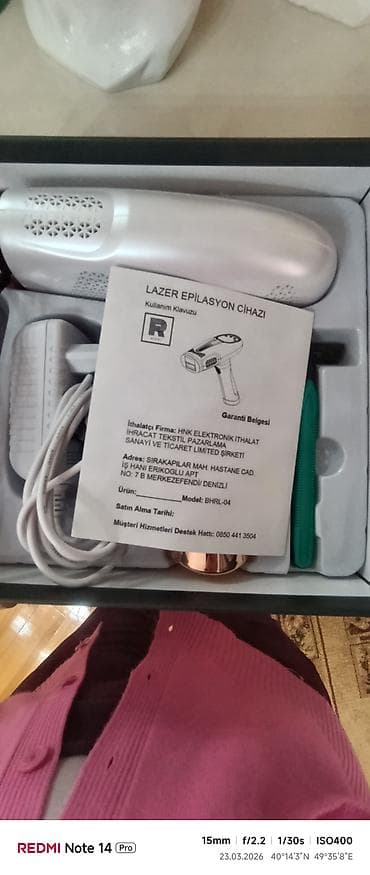 LAZER EPİLASYON CİHAZI
Kullanım Klavuzu
R
Garanti Belgesi
İthalatçı Firma: HNK ELEKTRONİK İTHALAT
İHRACAT TEKSTİL PAZARLAMA
SANAYİ VE TİCARET LİMİTED ŞİRKETİ
Adres: SIRAKAPILAR MAH. HASTANE CAD.
İŞ HANI ERİKOĞLU APT
NO: 7 B MERKEZEFENDİ/ DENİZLİ
Ürün:__________Model: BHRL-04
Satın Alma Tarihi:
Müşteri Hizmetleri Destek Hattı: 0850 441 3504
REDMI Note 14 Pro
15mm f/2.2 1/30s ISO400
23.03.2026 40°14'3"N 49°35'8"E